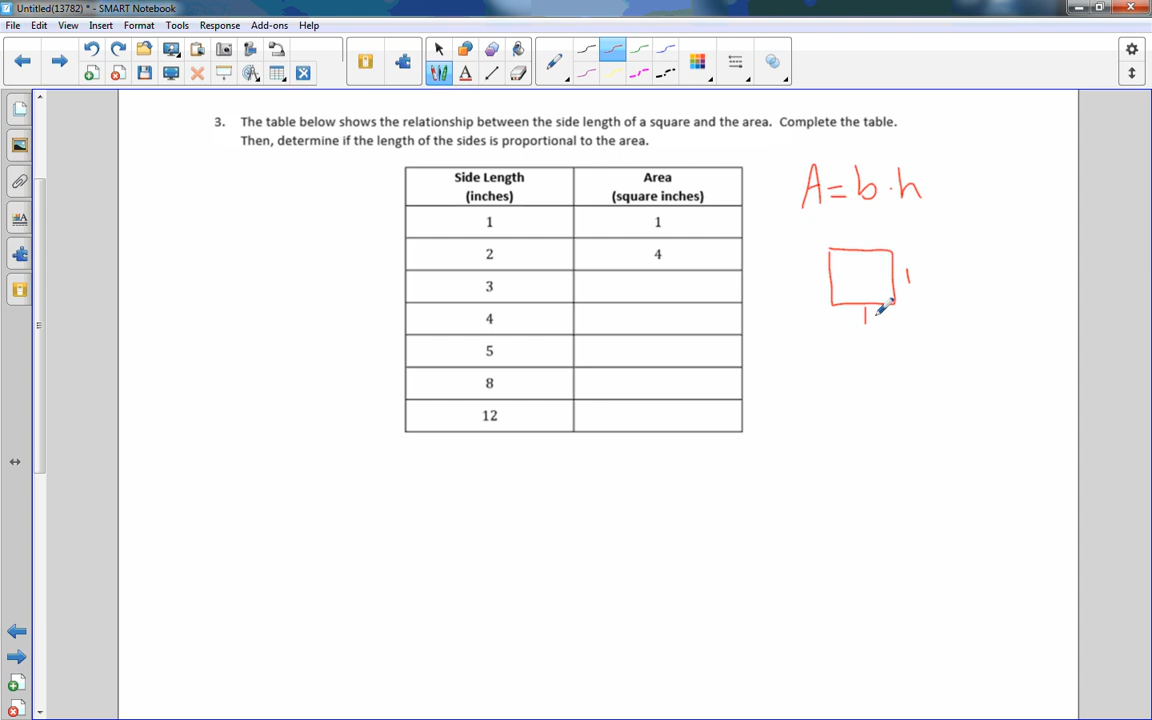 Untitled(13782) * - SMART Notebook
File Edit View Insert Format Tools Response Add-ons Help
3. The table below shows the relationship between the side length of a square and the area. Complete the table.
Then, determine if the length of the sides is proportional to the area.
Side Length Area
(inches) (square inches)
1 1
2 4
3
4
5
8
12
A = b · h
1
1